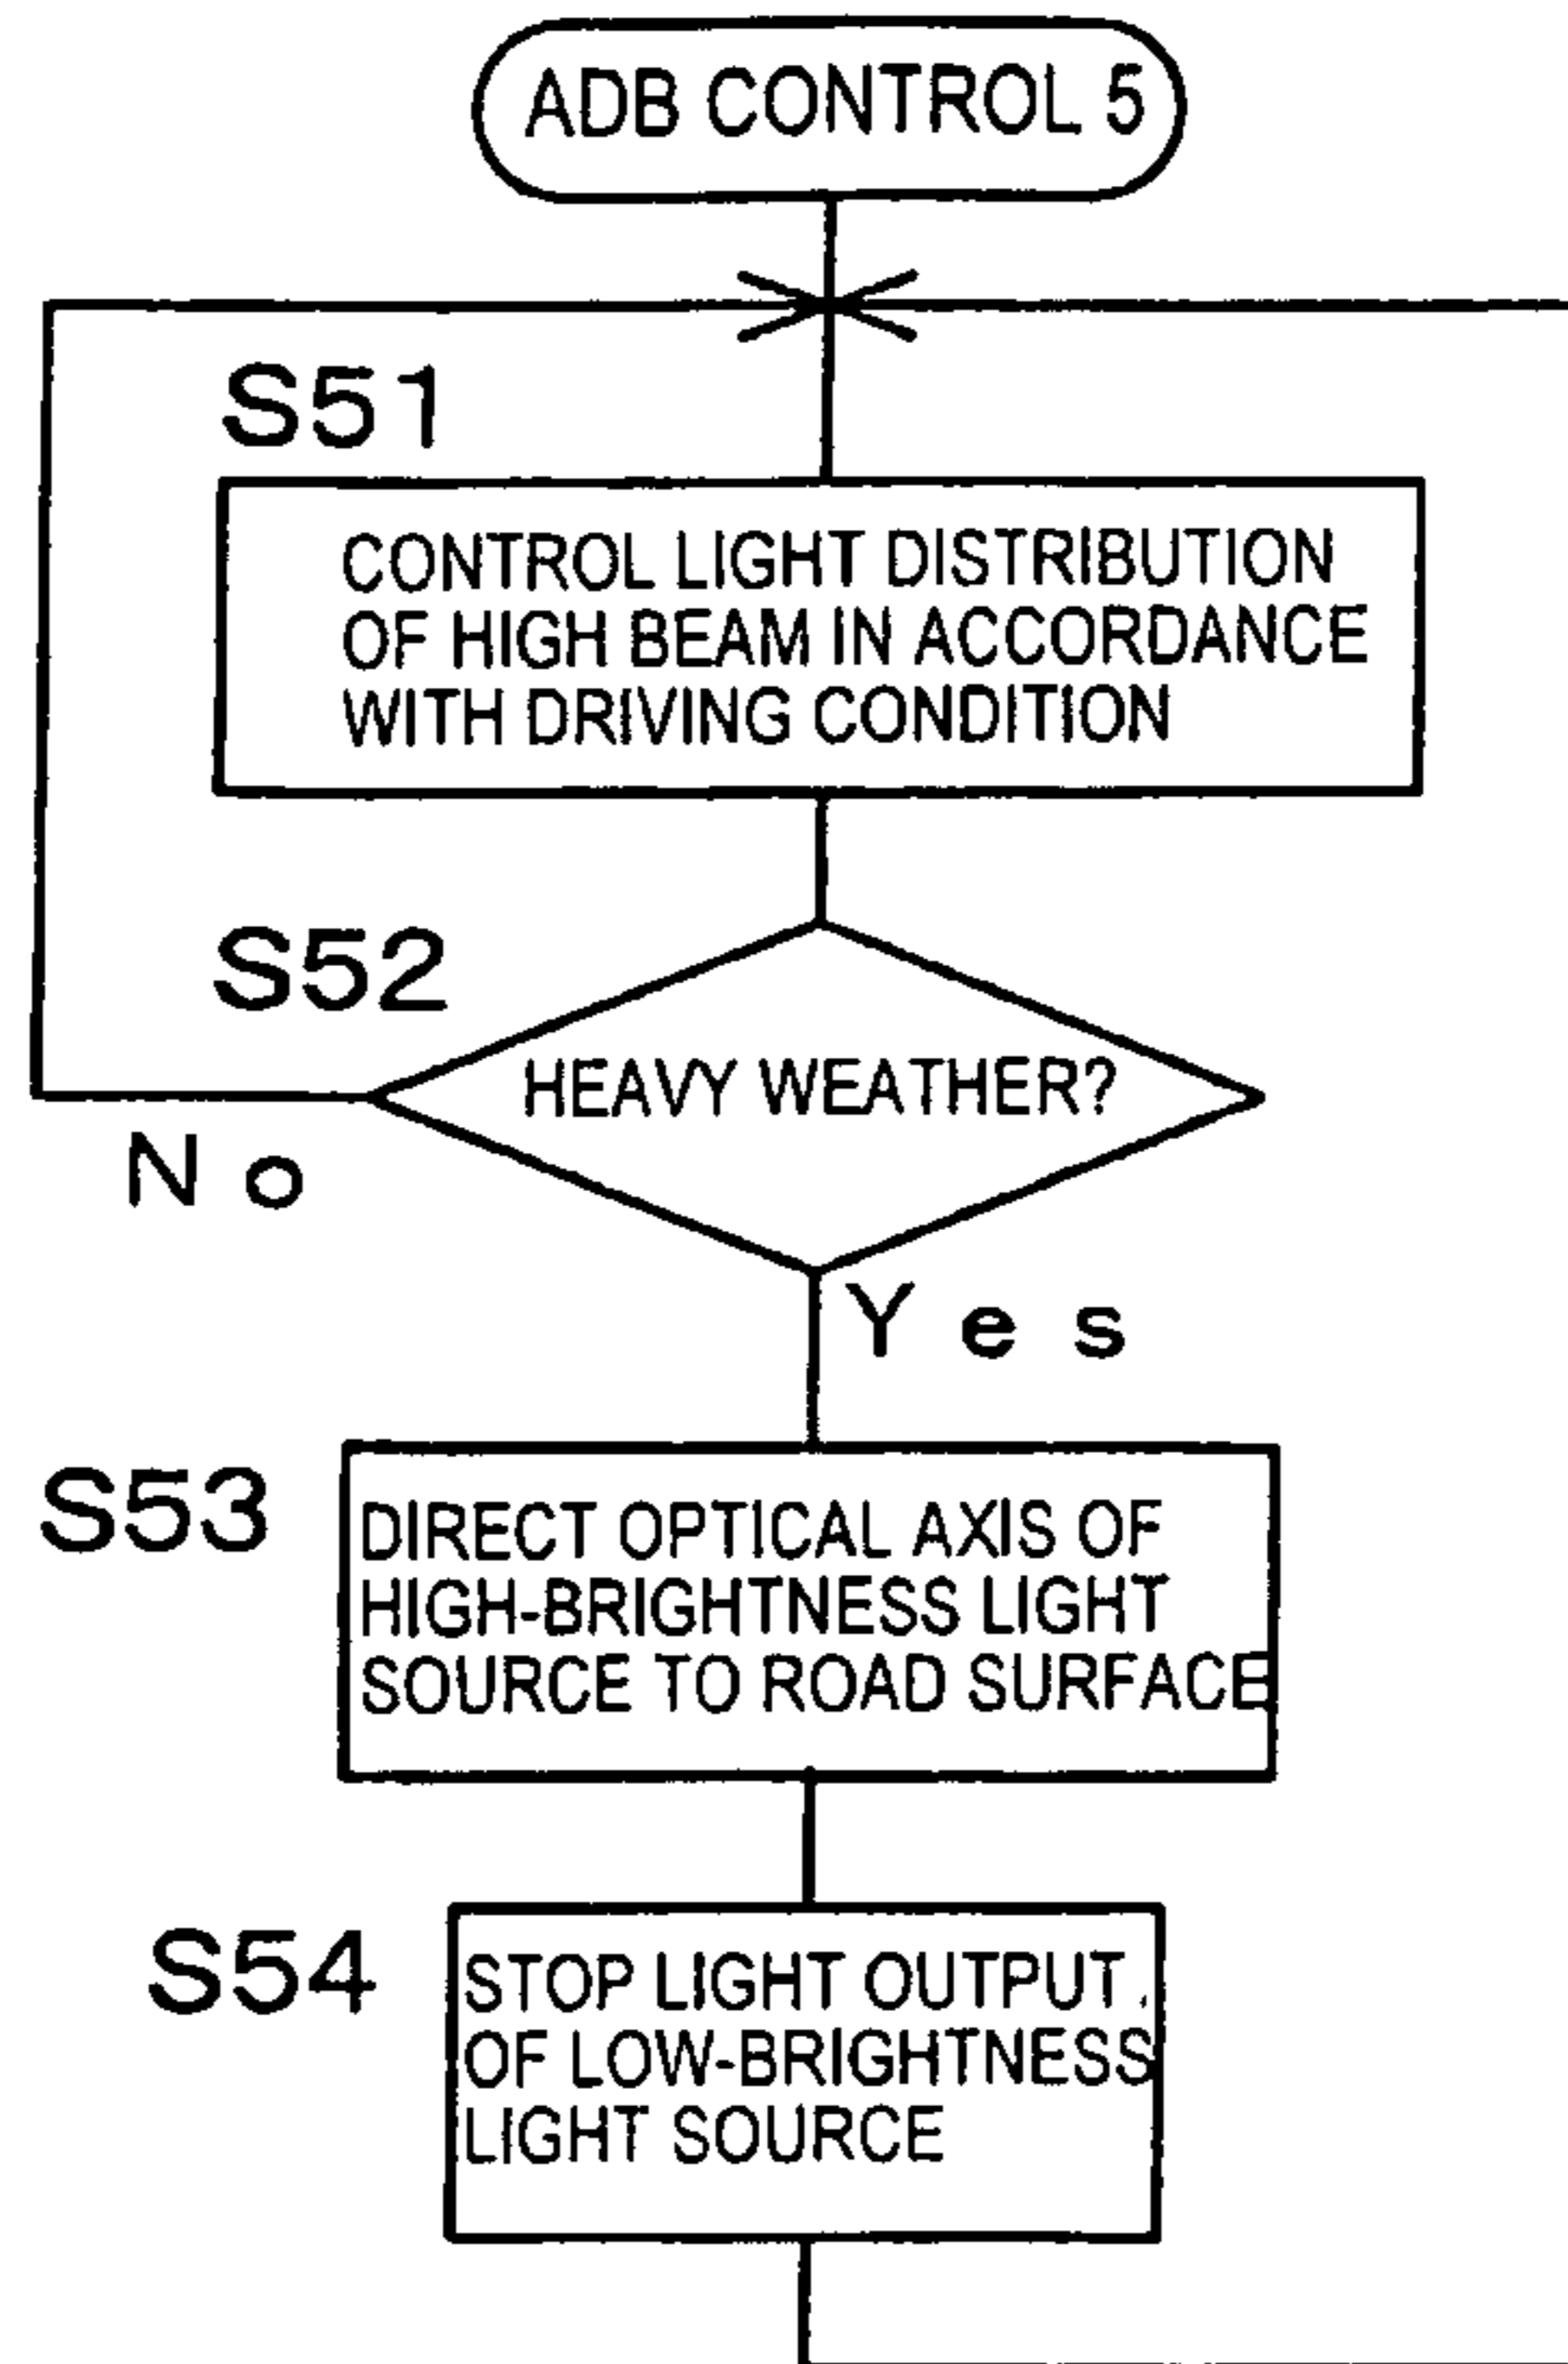 ADB CONTROL 5
S51
CONTROL LIGHT DISTRIBUTION
OF HIGH BEAM IN ACCORDANCE
WITH DRIVING CONDITION
S52
HEAVY WEATHER?
No
Yes
S53
DIRECT OPTICAL AXIS OF
HIGH-BRIGHTNESS LIGHT
SOURCE TO ROAD SURFACE
S54
STOP LIGHT OUTPUT
OF LOW-BRIGHTNESS
LIGHT SOURCE